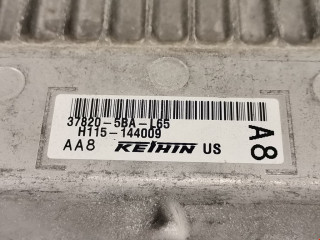 37820-5BA-L65
H115-144009
AA8 KEIHIN US
A8